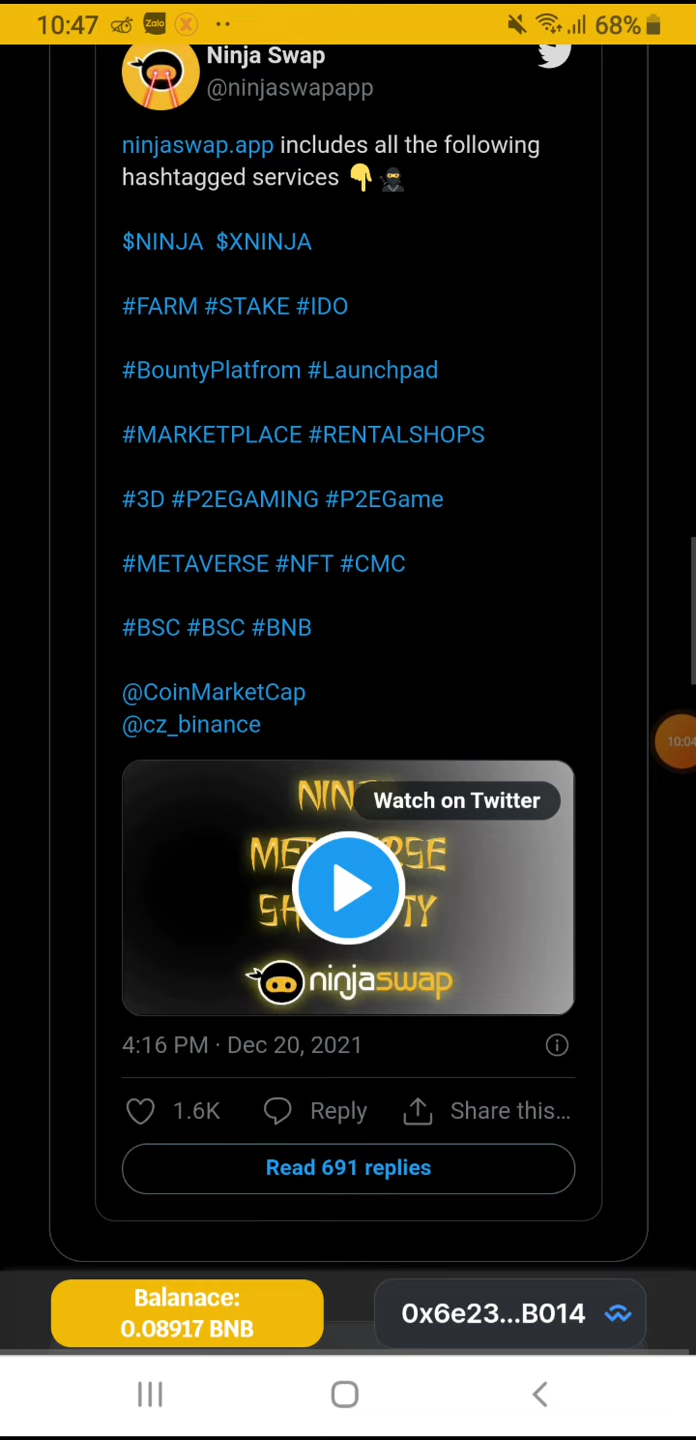 10:47
Zalo
68%
Ninja Swap
@ninjaswapapp
ninjaswap.app includes all the following
hashtagged services 👇🥷
$NINJA $XNINJA
#FARM #STAKE #IDO
#BountyPlatfrom #Launchpad
#MARKETPLACE #RENTALSHOPS
#3D #P2EGAMING #P2EGame
#METAVERSE #NFT #CMC
#BSC #BSC #BNB
@CoinMarketCap
@cz_binance
10:04
Watch on Twitter
ninjaswap
4:16 PM · Dec 20, 2021
1.6K Reply Share this...
Read 691 replies
Balanace:
0.08917 BNB
0x6e23...B014